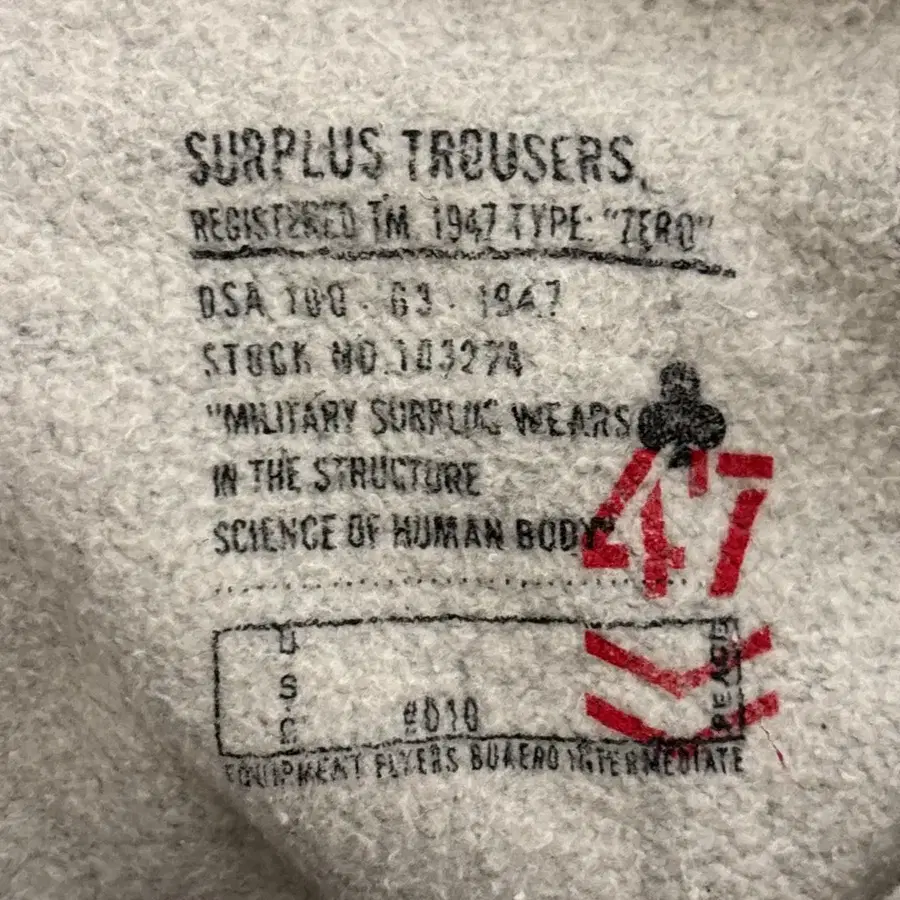 SURPLUS TROUSERS.
REGISTERED TM. 1947 TYPE: "ZERO"
DSA 100 - 63 - 1947
STOCK NO.103274
"MILITARY SURPLUS WEARS
IN THE STRUCTURE
SCIENCE OF HUMAN BODY"
47
U
S
C
#010
PEACE
EQUIPMENT FLYERS BUAERO INTERMEDIATE